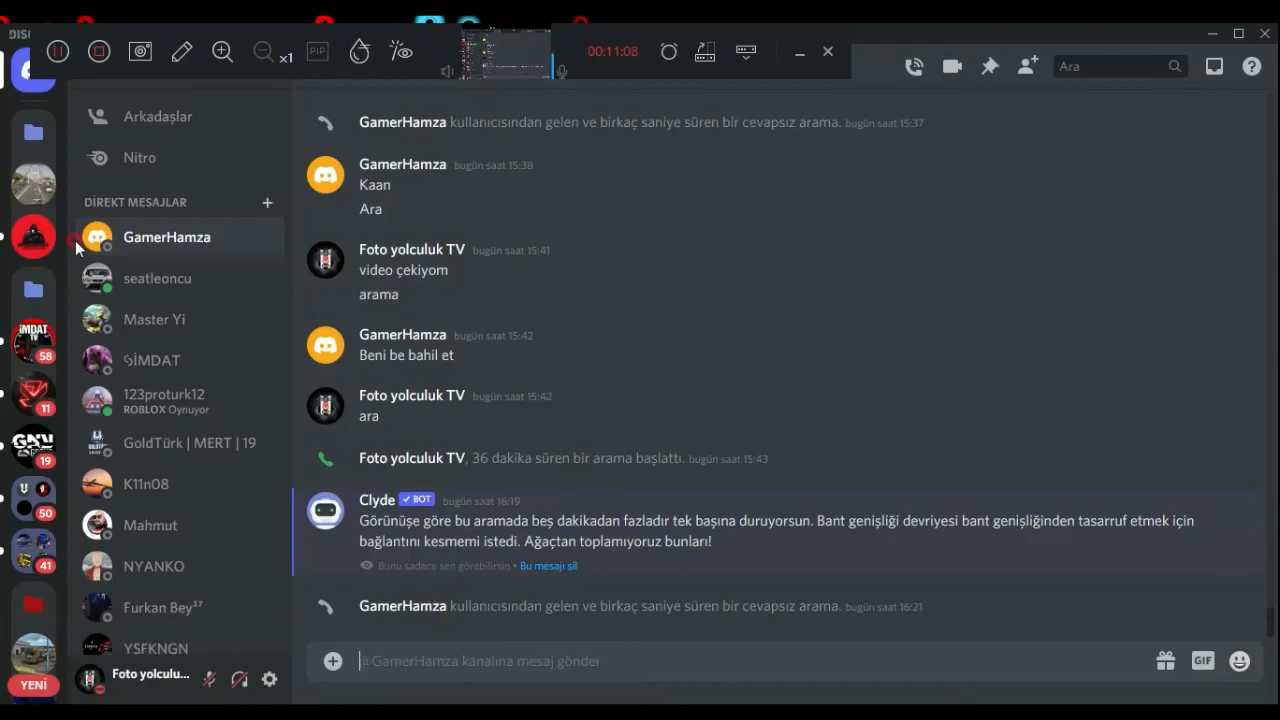 DISC
x1
PIP
00:11:08
Ara
Arkadaşlar
Nitro
DİREKT MESAJLAR
GamerHamza
seatleoncu
Master Yi
ŞİMDAT
123proturk12
ROBLOX Oynuyor
GoldTürk | MERT | 19
K11n08
Mahmut
NYANKO
Furkan Bey¹⁷
YSFKNGN
İMDAT
58
11
GNV
19
50
41
YENİ
Foto yolculu...
GamerHamza kullanıcısından gelen ve birkaç saniye süren bir cevapsız arama. bugün saat 15:37
GamerHamza bugün saat 15:38
Kaan
Ara
Foto yolculuk TV bugün saat 15:41
video çekiyom
arama
GamerHamza bugün saat 15:42
Beni be bahil et
Foto yolculuk TV bugün saat 15:42
ara
Foto yolculuk TV, 36 dakika süren bir arama başlattı. bugün saat 15:43
Clyde BOT bugün saat 16:19
Görünüşe göre bu aramada beş dakikadan fazladır tek başına duruyorsun. Bant genişliği devriyesi bant genişliğinden tasarruf etmek için
bağlantını kesmemi istedi. Ağaçtan toplamıyoruz bunları!
Bunu sadece sen görebilirsin • Bu mesajı sil
GamerHamza kullanıcısından gelen ve birkaç saniye süren bir cevapsız arama. bugün saat 16:21
@GamerHamza kanalına mesaj gönder
GIF